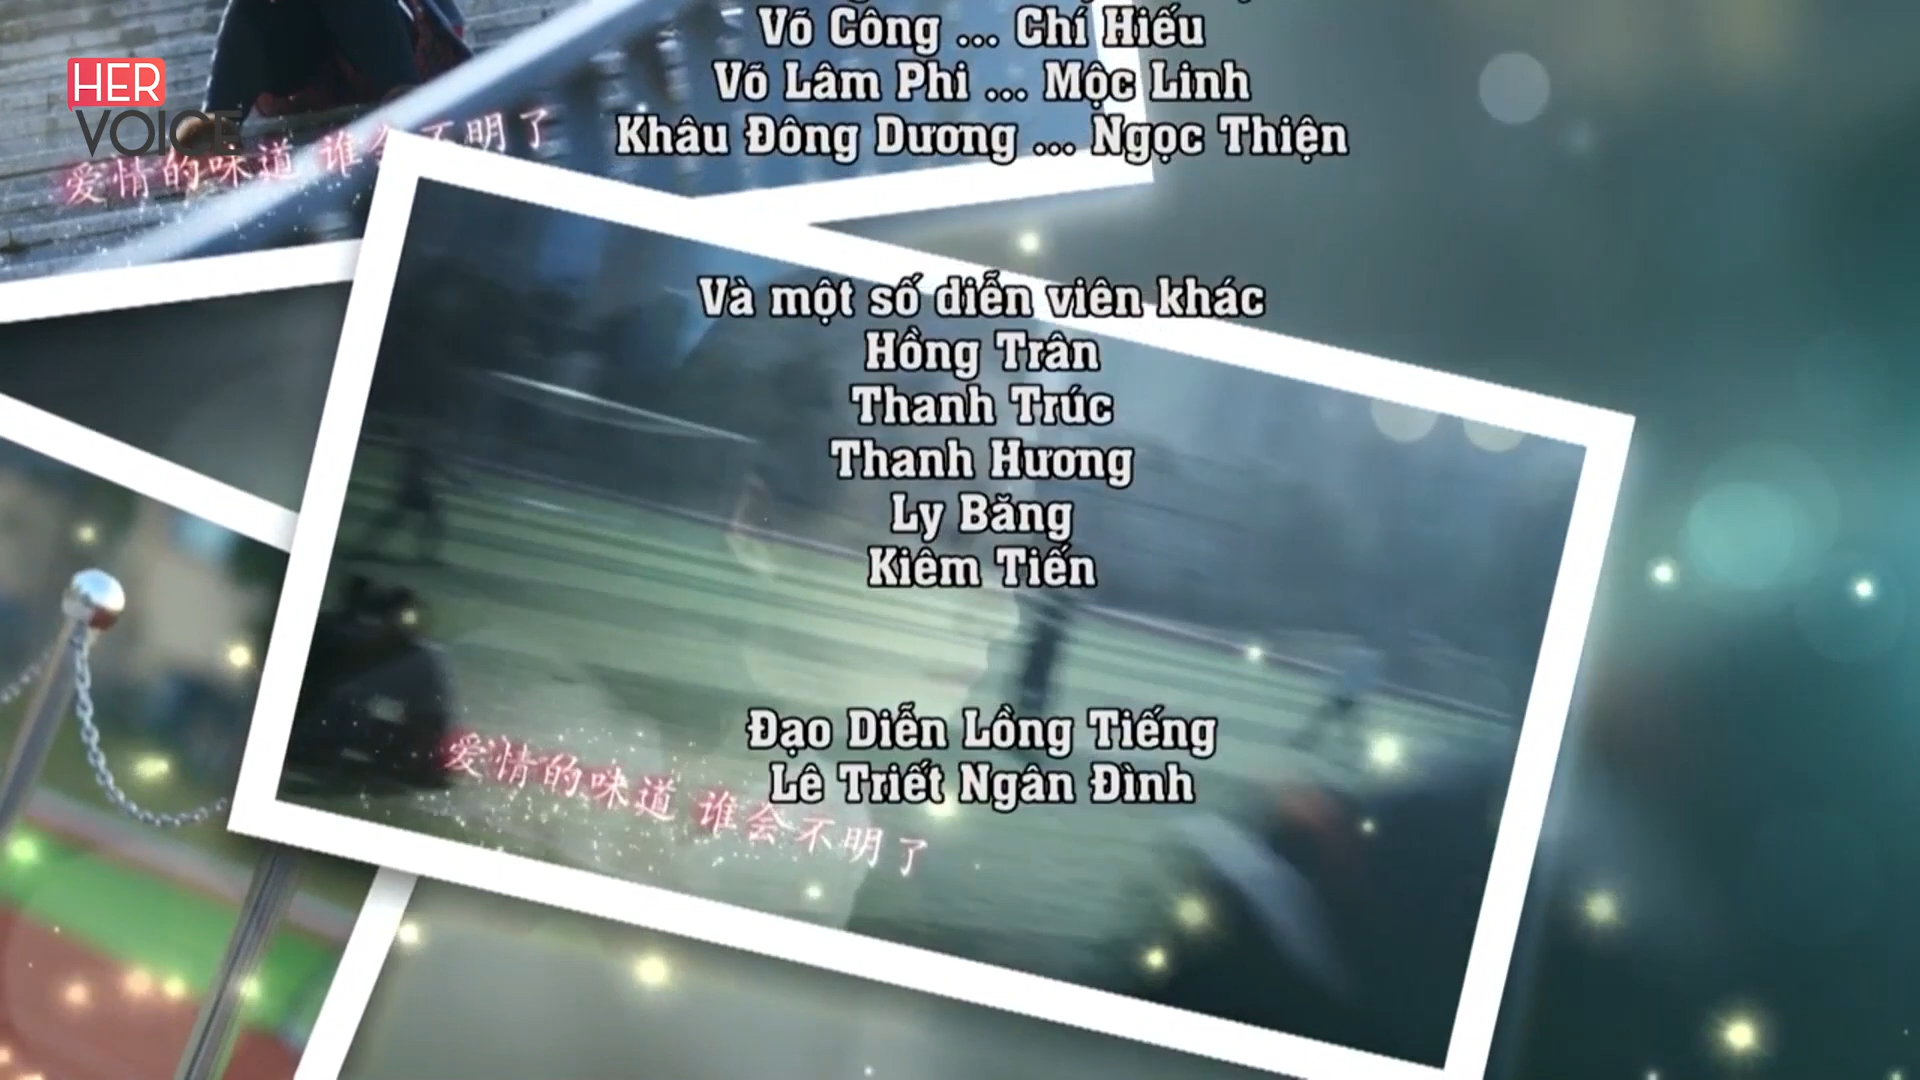 HER
VOICE
Võ Công ... Chí Hiếu
Võ Lâm Phi ... Mộc Linh
Khâu Đông Dương ... Ngọc Thiện
爱情的味道 谁会不明了
Và một số diễn viên khác
Hồng Trân
Thanh Trúc
Thanh Hương
Ly Băng
Kiêm Tiến
Đạo Diễn Lồng Tiếng
Lê Triết Ngân Đình
爱情的味道 谁会不明了